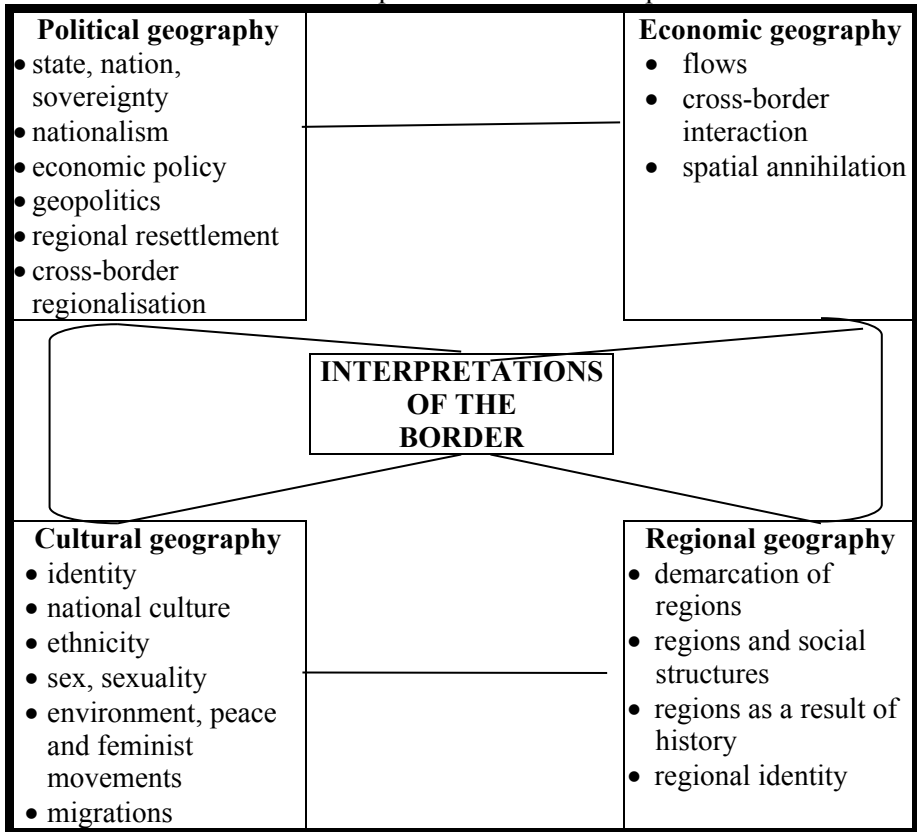 Political geography
• state, nation,
sovereignty
• nationalism
• economic policy
• geopolitics
• regional resettlement
• cross-border
regionalisation
Economic geography
• flows
• cross-border
interaction
• spatial annihilation
INTERPRETATIONS
OF THE
BORDER
Cultural geography
• identity
• national culture
• ethnicity
• sex, sexuality
• environment, peace
and feminist
movements
• migrations
Regional geography
• demarcation of
regions
• regions and social
structures
• regions as a result of
history
• regional identity